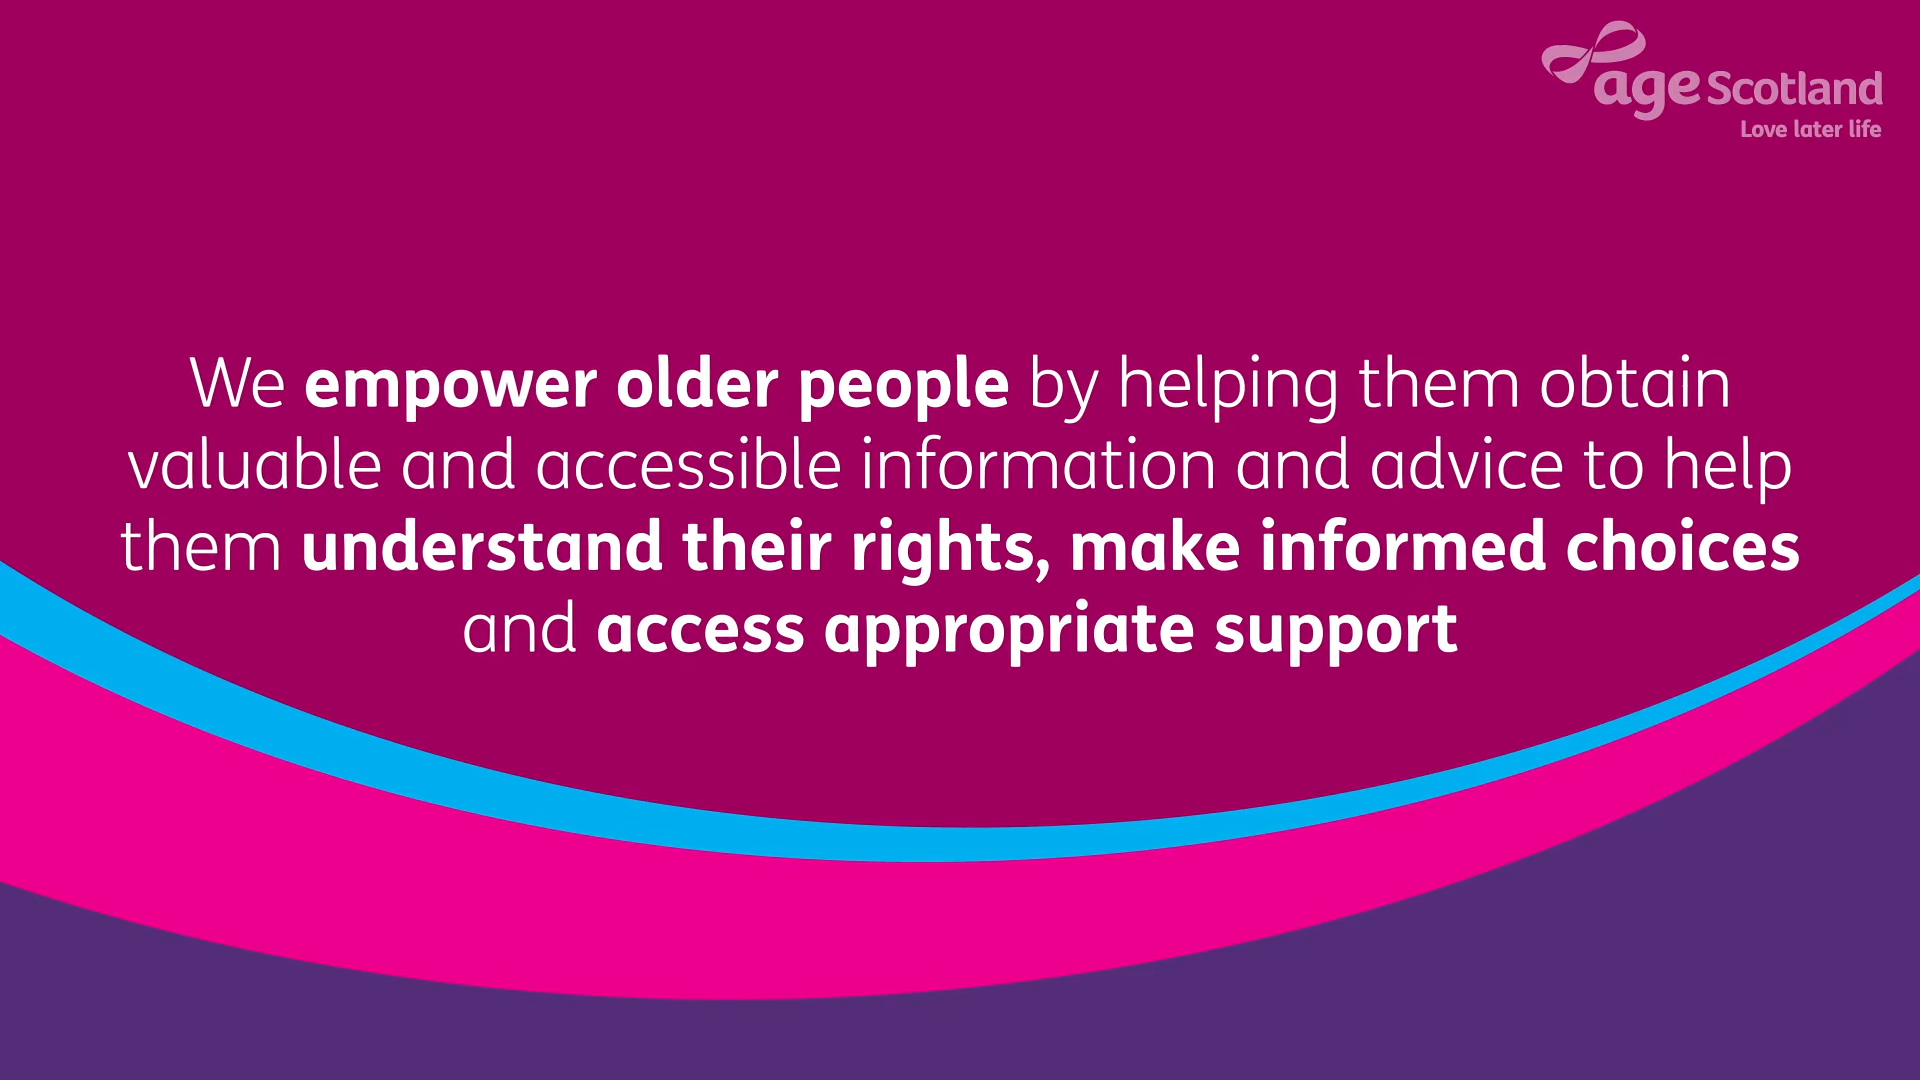 age Scotland
Love later life
We empower older people by helping them obtain
valuable and accessible information and advice to help
them understand their rights, make informed choices
and access appropriate support